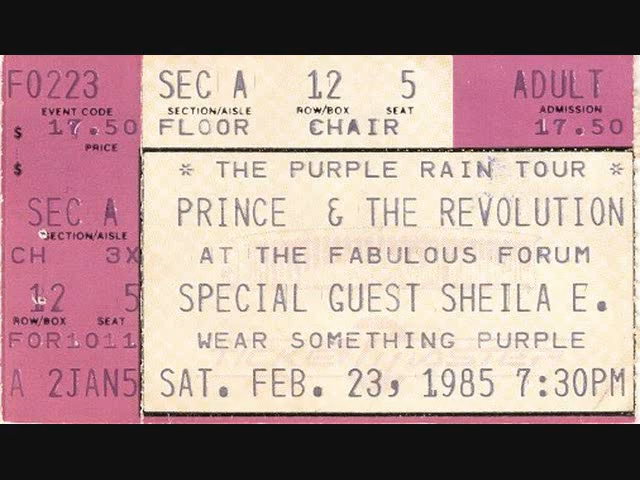 F0223 SEC A 12 5 ADULT
EVENT CODE SECTION/AISLE ROW/BOX SEAT ADMISSION
$ 17.50 FLOOR CHAIR 17.50
PRICE
$
* THE PURPLE RAIN TOUR *
SEC A PRINCE & THE REVOLUTION
SECTION/AISLE
CH 3X AT THE FABULOUS FORUM
12 5 SPECIAL GUEST SHEILA E.
ROW/BOX SEAT
FOR1011 WEAR SOMETHING PURPLE
A 2JAN5 SAT. FEB. 23, 1985 7:30PM